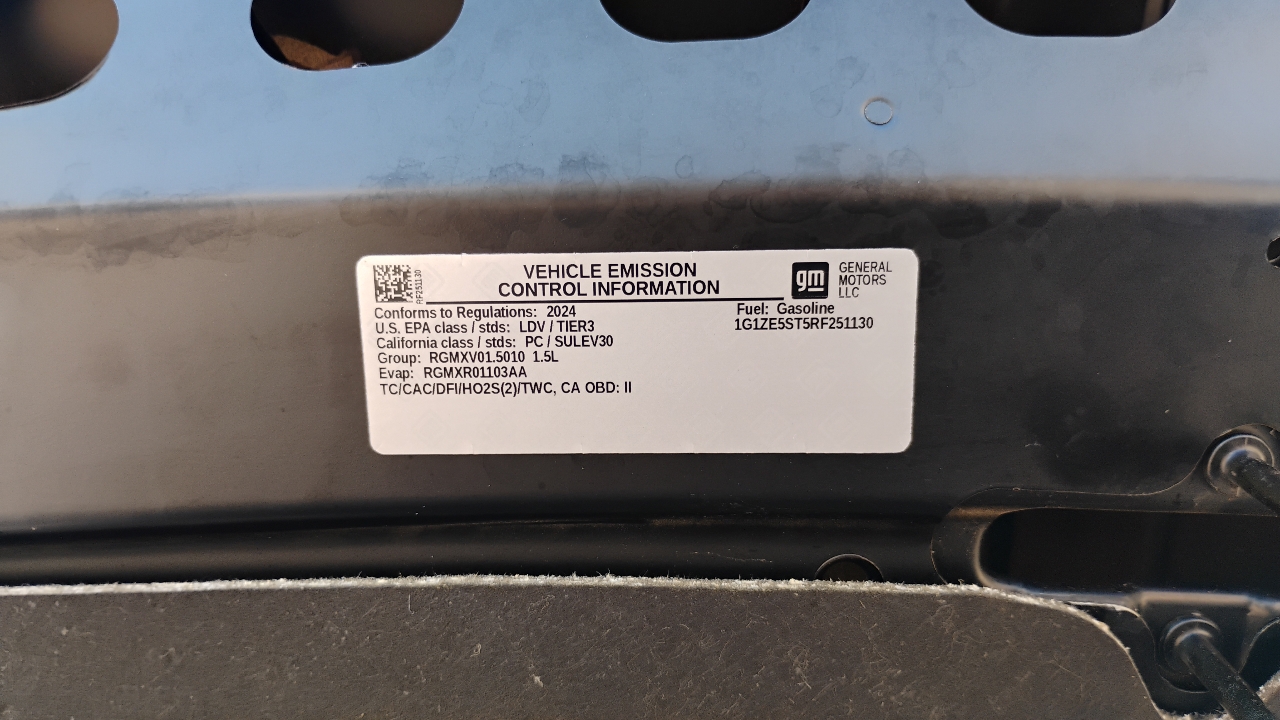 RF251130
VEHICLE EMISSION
CONTROL INFORMATION
gm
GENERAL
MOTORS
LLC
Conforms to Regulations: 2024
U.S. EPA class / stds: LDV / TIER3
California class / stds: PC / SULEV30
Group: RGMXV01.5010 1.5L
Evap: RGMXR01103AA
TC/CAC/DFI/HO2S(2)/TWC, CA OBD: II
Fuel: Gasoline
1G1ZE5ST5RF251130